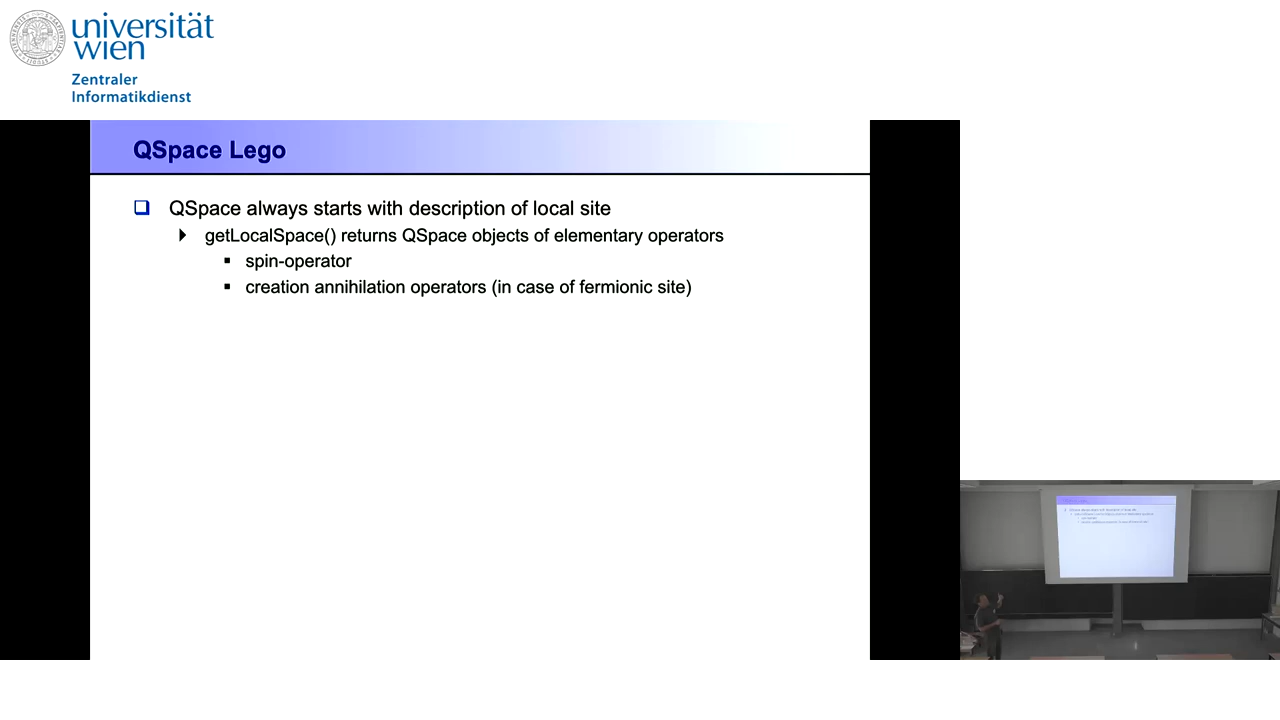 universität
wien
Zentraler
Informatikdienst
QSpace Lego
QSpace always starts with description of local site
getLocalSpace() returns QSpace objects of elementary operators
spin-operator
creation annihilation operators (in case of fermionic site)